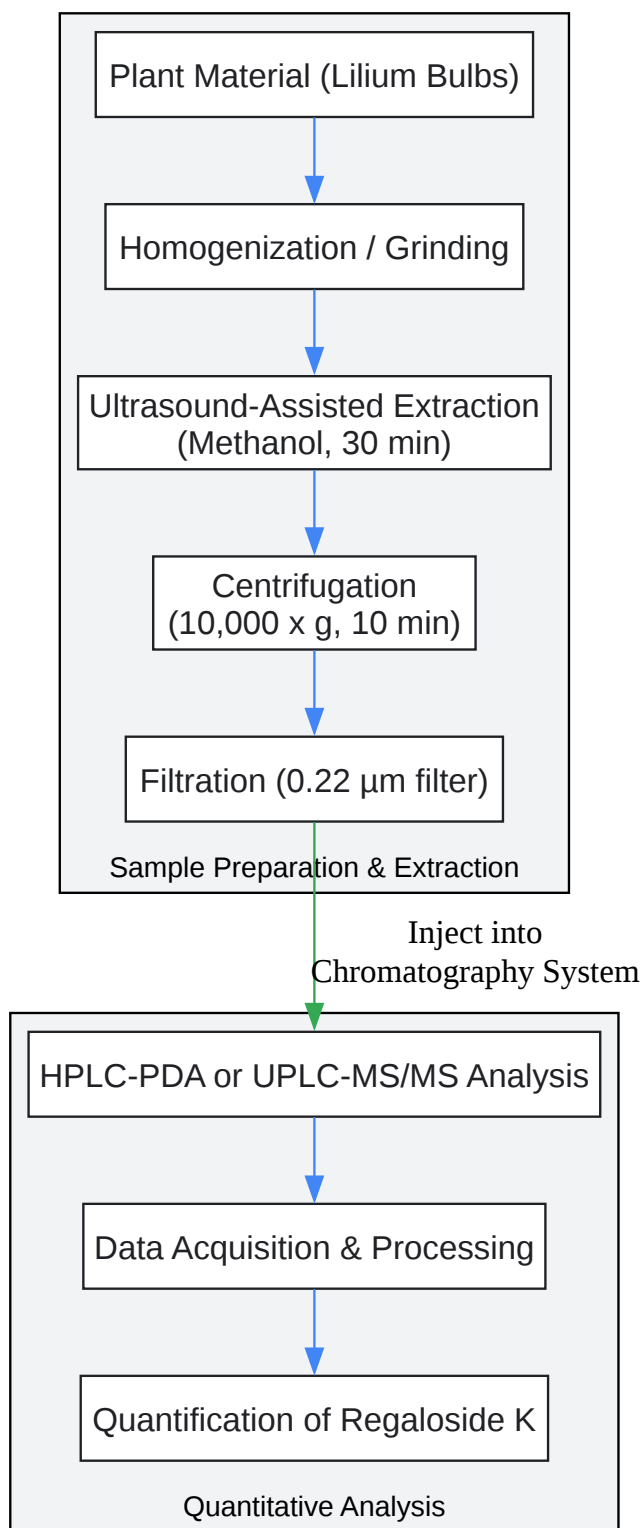 Plant Material (Lilium Bulbs)
Homogenization / Grinding
Ultrasound-Assisted Extraction
(Methanol, 30 min)
Centrifugation
(10,000 x g, 10 min)
Filtration (0.22 µm filter)
Sample Preparation & Extraction
Inject into
Chromatography System
HPLC-PDA or UPLC-MS/MS Analysis
Data Acquisition & Processing
Quantification of Regaloside K
Quantitative Analysis